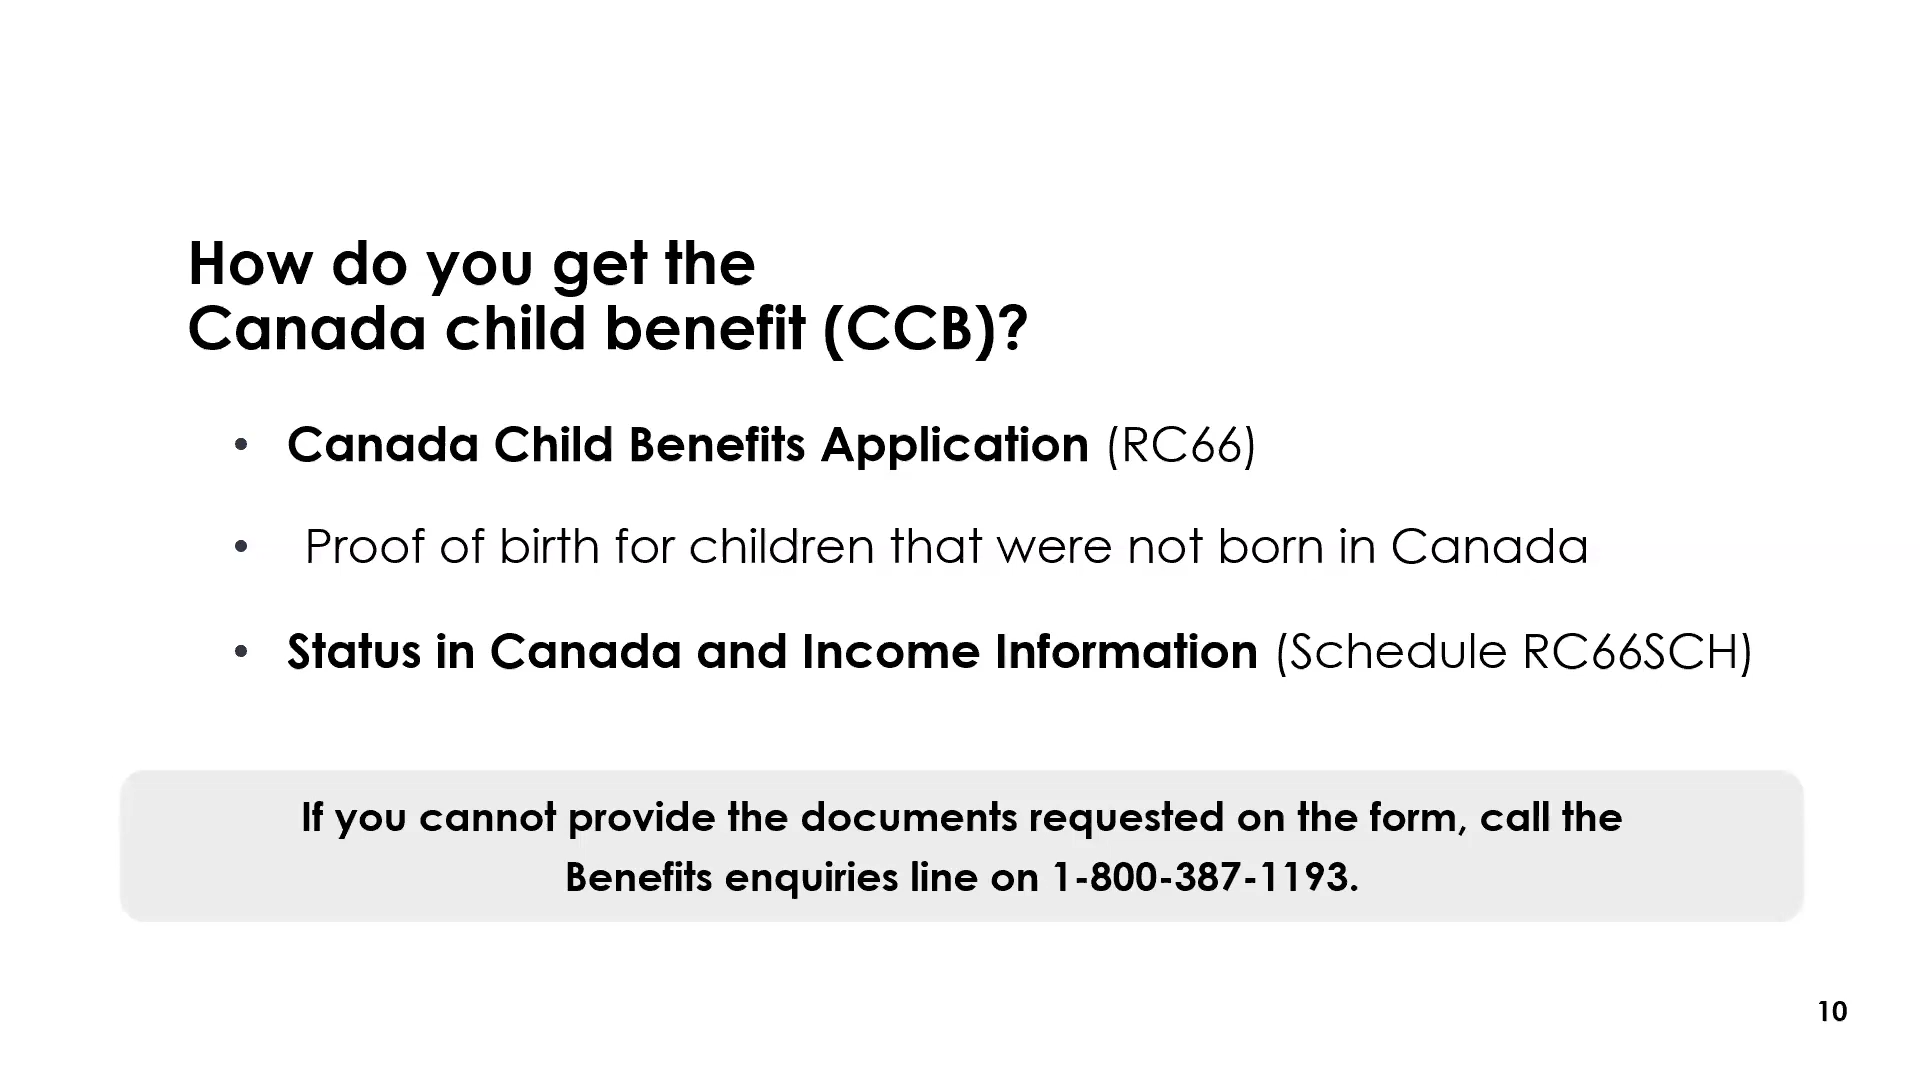 How do you get the
Canada child benefit (CCB)?
• Canada Child Benefits Application (RC66)
• Proof of birth for children that were not born in Canada
• Status in Canada and Income Information (Schedule RC66SCH)
If you cannot provide the documents requested on the form, call the
Benefits enquiries line on 1-800-387-1193.
10